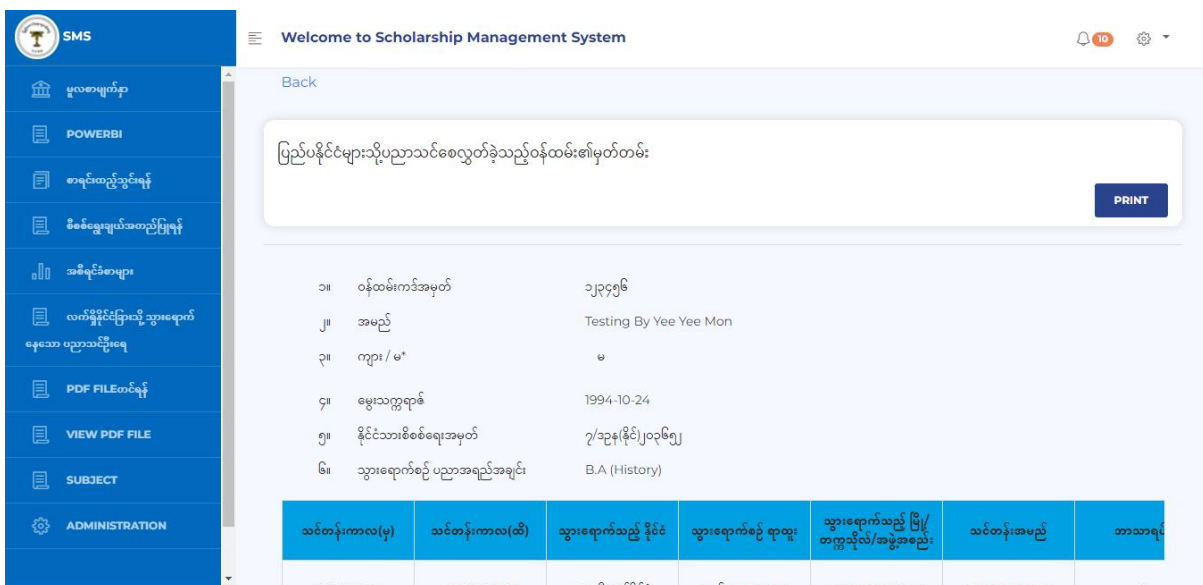 SMS
Welcome to Scholarship Management System
10
မူလစာမျက်နှာ
POWERBI
စာရင်းထည့်သွင်းရန်
စိစစ်ရွေးချယ်အတည်ပြုရန်
အစီရင်ခံစာများ
လက်ရှိနိုင်ငံခြားသို့ သွားရောက်
နေသော ပညာသင်ဦးရေ
PDF FILEတင်ရန်
VIEW PDF FILE
SUBJECT
ADMINISTRATION
Back
ပြည်ပနိုင်ငံများသို့ပညာသင်စေလွှတ်ခဲ့သည့်ဝန်ထမ်း၏မှတ်တမ်း
PRINT
၁။ ဝန်ထမ်းကဒ်အမှတ် ၁၂၃၄၅၆
၂။ အမည် Testing By Yee Yee Mon
၃။ ကျား / မ* မ
၄။ မွေးသက္ကရာဇ် 1994-10-24
၅။ နိုင်ငံသားစိစစ်ရေးအမှတ် ၇/ဒဥန(နိုင်)၂၀၃၆၅၂
၆။ သွားရောက်စဉ် ပညာအရည်အချင်း B.A (History)
သင်တန်းကာလ(မှ) သင်တန်းကာလ(ထိ) သွားရောက်သည့် နိုင်ငံ သွားရောက်စဉ် ရာထူး သွားရောက်သည့် မြို့/
တက္ကသိုလ်/အဖွဲ့အစည်း သင်တန်းအမည်